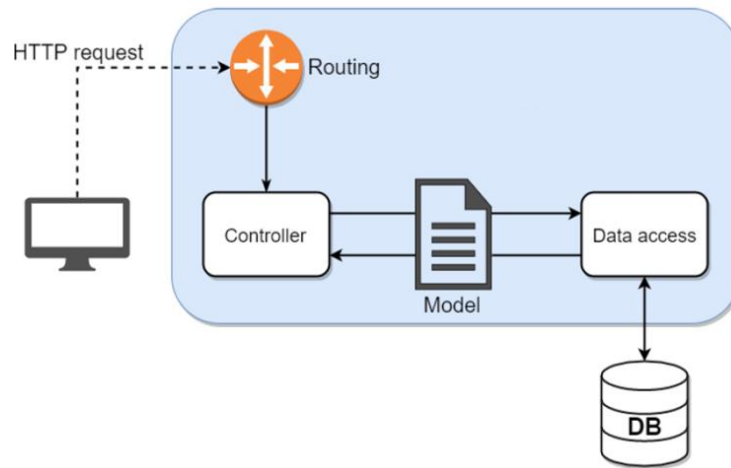 HTTP request
Routing
Controller
Data access
Model
DB